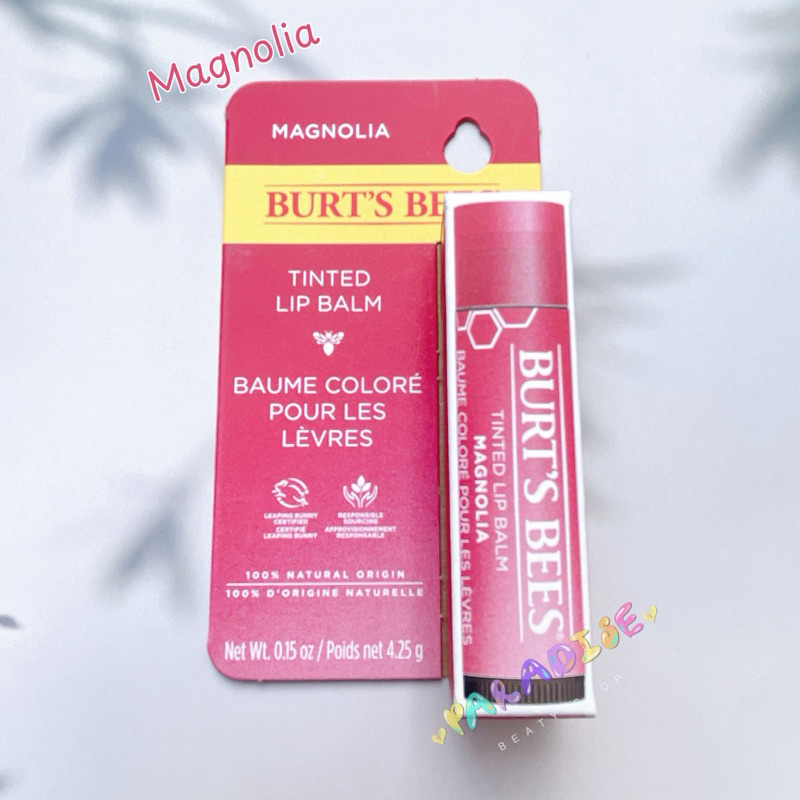 Magnolia
MAGNOLIA
BURT'S BEES
TINTED
LIP BALM
BAUME COLORÉ
POUR LES
LÈVRES
LEAPING BUNNY
CERTIFIED
CERTIFIÉ
LEAPING BUNNY
RESPONSIBLE
SOURCING
APPROVISIONNEMENT
RESPONSABLE
100% NATURAL ORIGIN
100% D'ORIGINE NATURELLE
Net Wt. 0.15 oz / Poids net 4.25 g
BURT'S BEES
TINTED LIP BALM
MAGNOLIA
BAUME COLORÉ POUR LES LÈVRES
PARADISE
BEATY SHOP